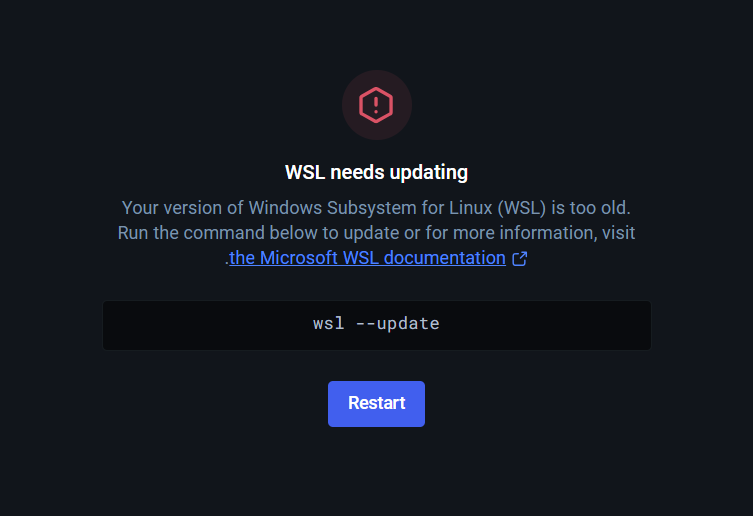 WSL needs updating
Your version of Windows Subsystem for Linux (WSL) is too old.
Run the command below to update or for more information, visit
.the Microsoft WSL documentation
wsl --update
Restart